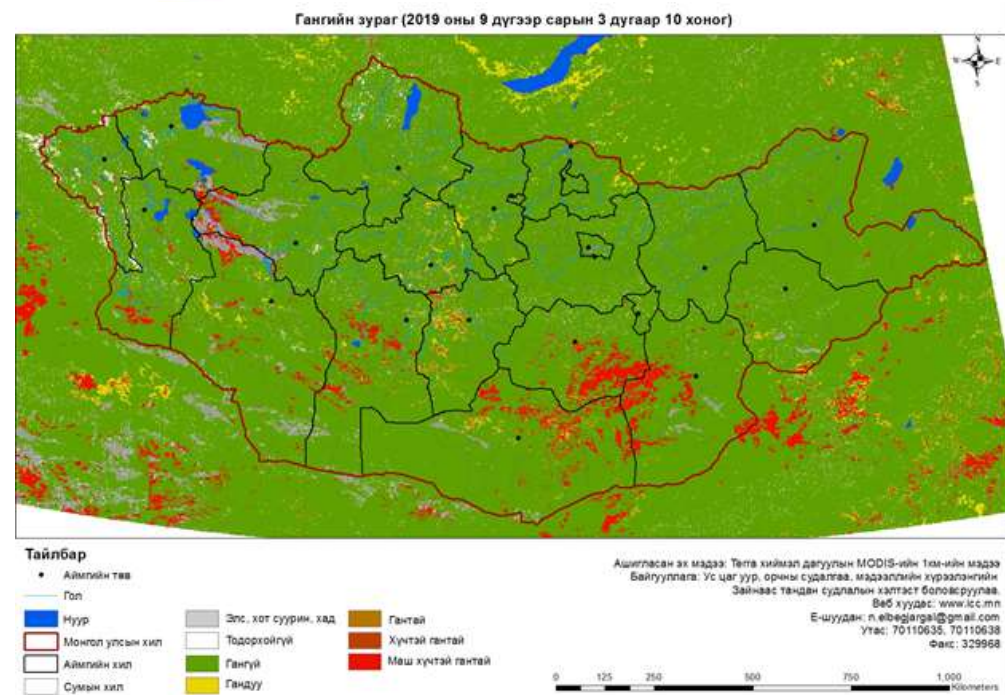 Гангийн зураг (2019 оны 9 дүгээр сарын 3 дугаар 10 хоног)
N
W E
S
Тайлбар
Аймгийн төв
Гол
Нуур
Монгол улсын хил
Аймгийн хил
Сумын хил
Элс, хот суурин, хад
Тодорхойгүй
Гангүй
Гандуу
Гантай
Хүчтэй гантай
Маш хүчтэй гантай
Ашигласан эх мэдээ: Terra хиймэл дагуулын MODIS-ийн 1км-ийн мэдээ
Байгууллага: Ус цаг уур, орчны судалгаа, мэдээллийн хүрээлэнгийн
Зайнаас тандан судлалын хэлтэст боловсруулав.
Веб хуудас: www.icc.mn
Е-шуудан: n.elbegjargal@gmail.com
Утас: 70110635, 70110638
Факс: 329968
0 125 250 500 750 1,000
Kilometers